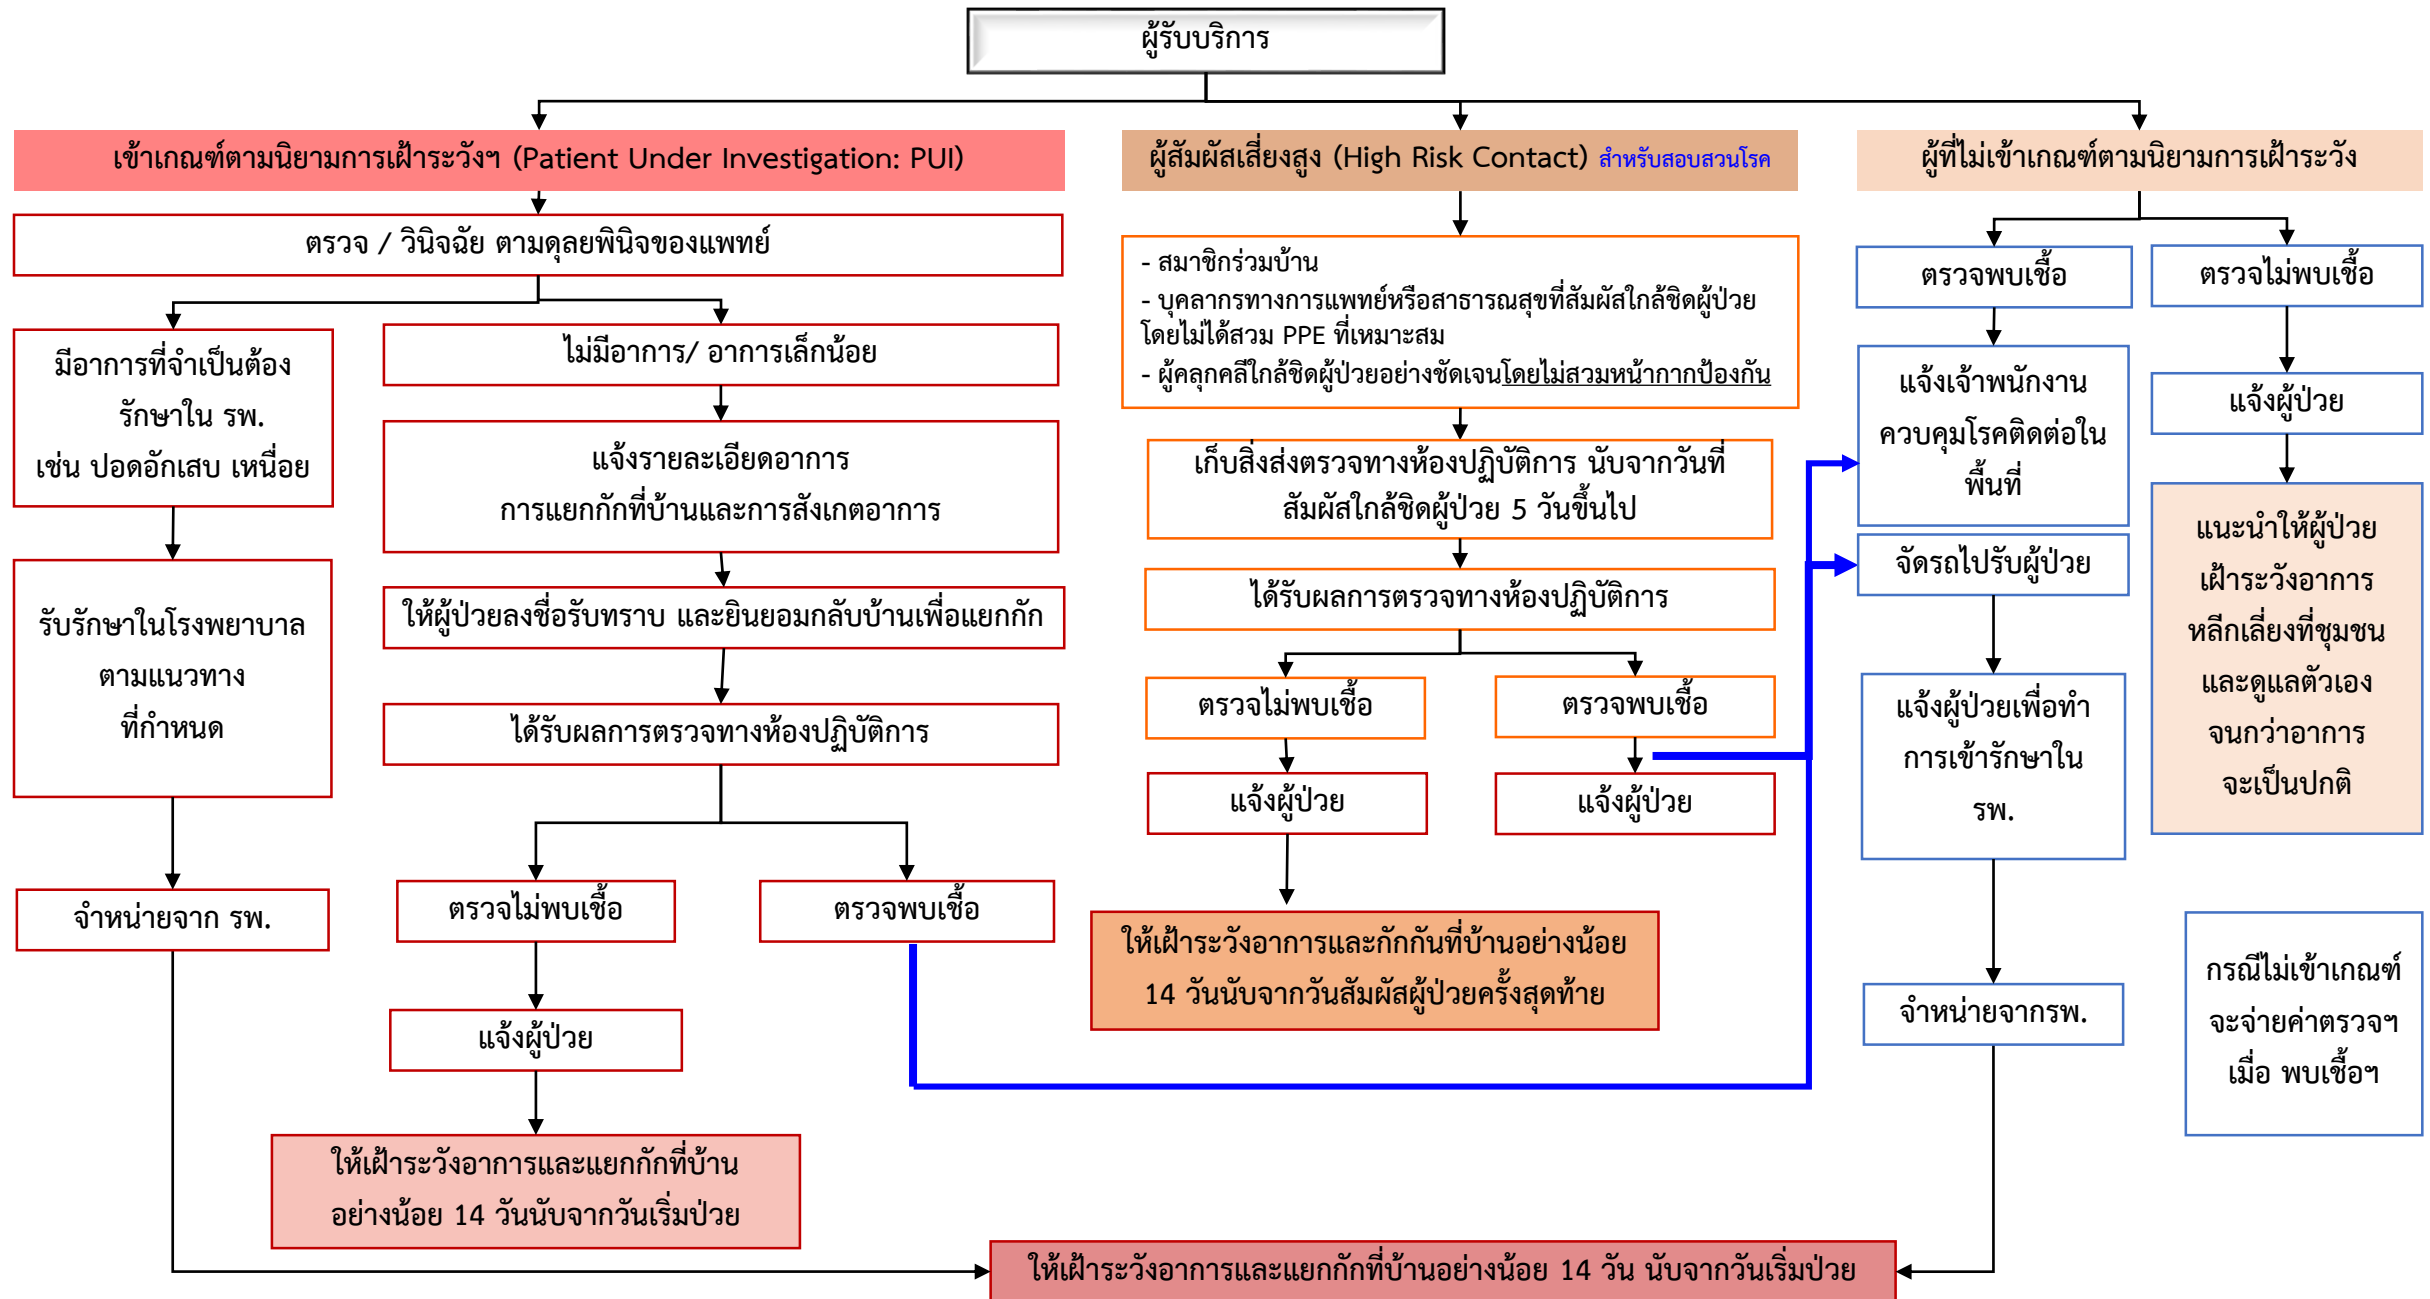 ผู้รับบริการ
เข้าเกณฑ์ตามนิยามการเฝ้าระวังฯ (Patient Under Investigation: PUI)
ตรวจ / วินิจฉัย ตามดุลยพินิจของแพทย์
มีอาการที่จำเป็นต้อง
รักษาใน รพ.
เช่น ปอดอักเสบ เหนื่อย
รับรักษาในโรงพยาบาล
ตามแนวทาง
ที่กำหนด
จำหน่ายจาก รพ.
ไม่มีอาการ/ อาการเล็กน้อย
แจ้งรายละเอียดอาการ
การแยกกักที่บ้านและการสังเกตอาการ
ให้ผู้ป่วยลงชื่อรับทราบ และยินยอมกลับบ้านเพื่อแยกกัก
ได้รับผลการตรวจทางห้องปฏิบัติการ
ตรวจไม่พบเชื้อ
ตรวจพบเชื้อ
แจ้งผู้ป่วย
ให้เฝ้าระวังอาการและแยกกักที่บ้าน
อย่างน้อย 14 วันนับจากวันเริ่มป่วย
ผู้สัมผัสเสี่ยงสูง (High Risk Contact) สำหรับสอบสวนโรค
- สมาชิกร่วมบ้าน
- บุคลากรทางการแพทย์หรือสาธารณสุขที่สัมผัสใกล้ชิดผู้ป่วย
โดยไม่ได้สวม PPE ที่เหมาะสม
- ผู้คลุกคลีใกล้ชิดผู้ป่วยอย่างชัดเจนโดยไม่สวมหน้ากากป้องกัน
เก็บสิ่งส่งตรวจทางห้องปฏิบัติการ นับจากวันที่
สัมผัสใกล้ชิดผู้ป่วย 5 วันขึ้นไป
ได้รับผลการตรวจทางห้องปฏิบัติการ
ตรวจไม่พบเชื้อ
ตรวจพบเชื้อ
แจ้งผู้ป่วย
แจ้งผู้ป่วย
ให้เฝ้าระวังอาการและกักกันที่บ้านอย่างน้อย
14 วันนับจากวันสัมผัสผู้ป่วยครั้งสุดท้าย
ผู้ที่ไม่เข้าเกณฑ์ตามนิยามการเฝ้าระวัง
ตรวจพบเชื้อ
แจ้งเจ้าพนักงาน
ควบคุมโรคติดต่อใน
พื้นที่
จัดรถไปรับผู้ป่วย
แจ้งผู้ป่วยเพื่อทำ
การเข้ารักษาใน
รพ.
จำหน่ายจากรพ.
ตรวจไม่พบเชื้อ
แจ้งผู้ป่วย
แนะนำให้ผู้ป่วย
เฝ้าระวังอาการ
หลีกเลี่ยงที่ชุมชน
และดูแลตัวเอง
จนกว่าอาการ
จะเป็นปกติ
กรณีไม่เข้าเกณฑ์
จะจ่ายค่าตรวจฯ
เมื่อ พบเชื้อฯ
ให้เฝ้าระวังอาการและแยกกักที่บ้านอย่างน้อย 14 วัน นับจากวันเริ่มป่วย